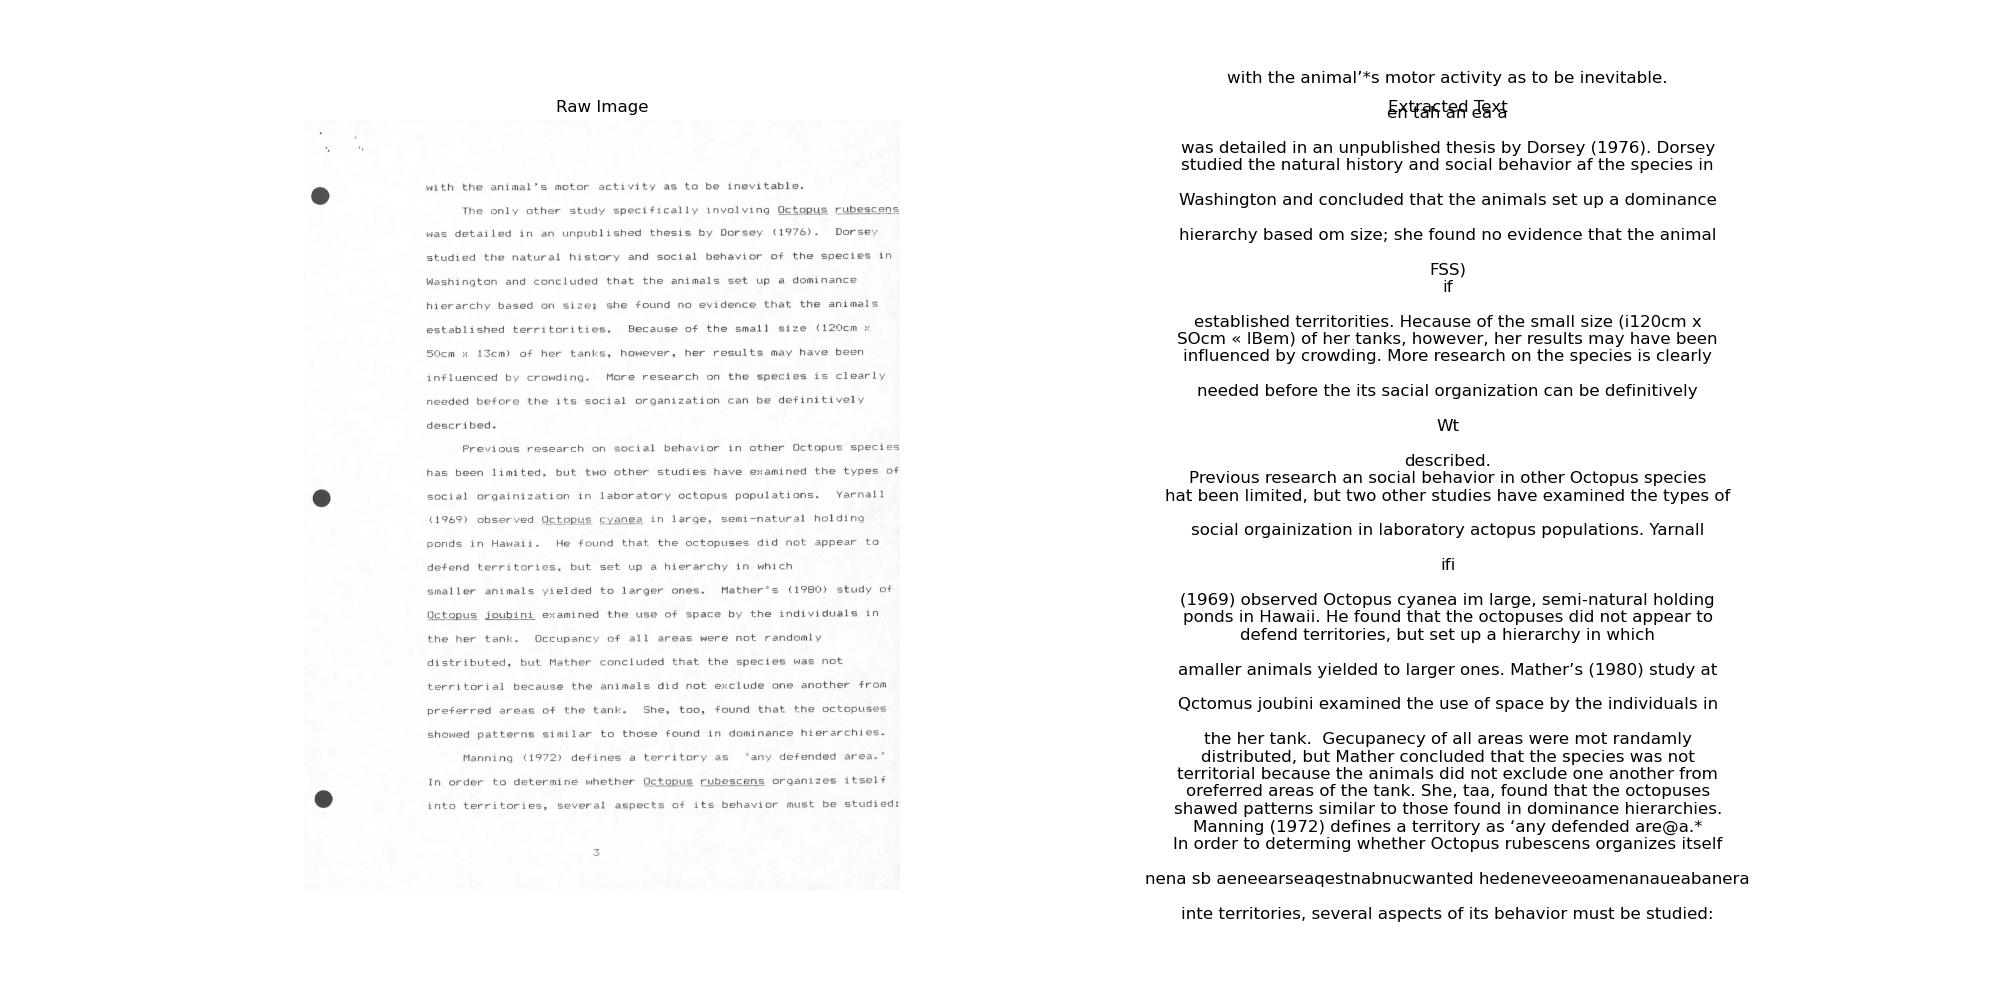 Raw Image
with the animal's motor activity as to be inevitable.
The only other study specifically involving Octopus rubescens
was detailed in an unpublished thesis by Dorsey (1976). Dorsey
studied the natural history and social behavior of the species in
Washington and concluded that the animals set up a dominance
hierarchy based on size; she found no evidence that the animals
established territorities. Because of the small size (120cm x
50cm x 13cm) of her tanks, however, her results may have been
influenced by crowding. More research on the species is clearly
needed before the its social organization can be definitively
described.
Previous research on social behavior in other Octopus species
has been limited, but two other studies have examined the types of
social orgainization in laboratory octopus populations. Yarnall
(1969) observed Octopus cyanea in large, semi-natural holding
ponds in Hawaii. He found that the octopuses did not appear to
defend territories, but set up a hierarchy in which
smaller animals yielded to larger ones. Mather's (1980) study of
Octopus joubini examined the use of space by the individuals in
the her tank. Occupancy of all areas were not randomly
distributed, but Mather concluded that the species was not
territorial because the animals did not exclude one another from
preferred areas of the tank. She, too, found that the octopuses
showed patterns similar to those found in dominance hierarchies.
Manning (1972) defines a territory as 'any defended area.'
In order to determine whether Octopus rubescens organizes itself
into territories, several aspects of its behavior must be studied:
3
with the animal’*s motor activity as to be inevitable.
Extracted Text
en tah an ea a
was detailed in an unpublished thesis by Dorsey (1976). Dorsey
studied the natural history and social behavior af the species in
Washington and concluded that the animals set up a dominance
hierarchy based om size; she found no evidence that the animal
FSS)
if
established territorities. Hecause of the small size (i120cm x
SOcm « lBem) of her tanks, however, her results may have been
influenced by crowding. More research on the species is clearly
needed before the its sacial organization can be definitively
Wt
described.
Previous research an social behavior in other Octopus species
hat been limited, but two other studies have examined the types of
social orgainization in laboratory actopus populations. Yarnall
ifi
(1969) observed Octopus cyanea im large, semi-natural holding
ponds in Hawaii. He found that the octopuses did not appear to
defend territories, but set up a hierarchy in which
amaller animals yielded to larger ones. Mather’s (1980) study at
Qctomus joubini examined the use of space by the individuals in
the her tank.  Gecupanecy of all areas were mot randamly
distributed, but Mather concluded that the species was not
territorial because the animals did not exclude one another from
oreferred areas of the tank. She, taa, found that the octopuses
shawed patterns similar to those found in dominance hierarchies.
Manning (1972) defines a territory as ‘any defended are@a.*
In order to determing whether Octopus rubescens organizes itself
nena sb aeneearseaqestnabnucwanted hedeneveeoamenanaueabanera
inte territories, several aspects of its behavior must be studied: